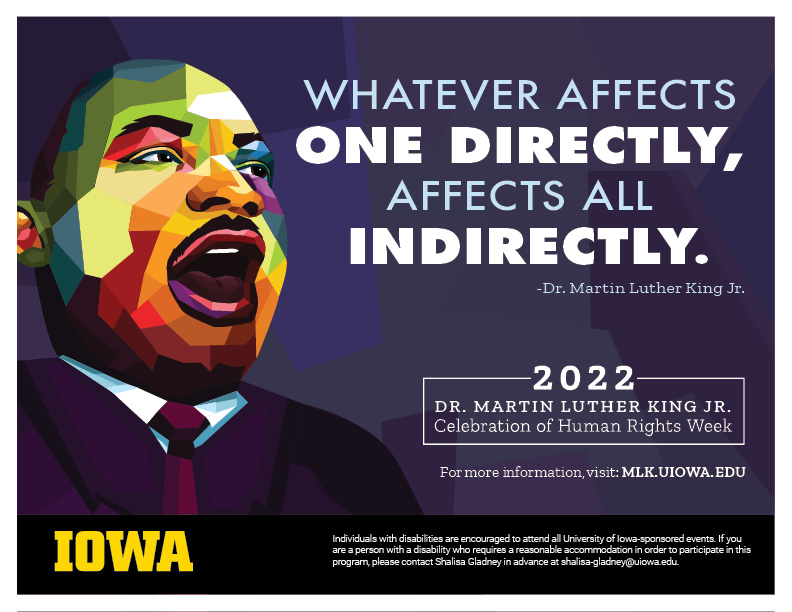 WHATEVER AFFECTS
ONE DIRECTLY,
AFFECTS ALL
INDIRECTLY.
-Dr. Martin Luther King Jr.
2022
DR. MARTIN LUTHER KING JR.
Celebration of Human Rights Week
For more information, visit: MLK.UIOWA.EDU
IOWA
Individuals with disabilities are encouraged to attend all University of Iowa-sponsored events. If you
are a person with a disability who requires a reasonable accommodation in order to participate in this
program, please contact Shalisa Gladney in advance at shalisa-gladney@uiowa.edu.